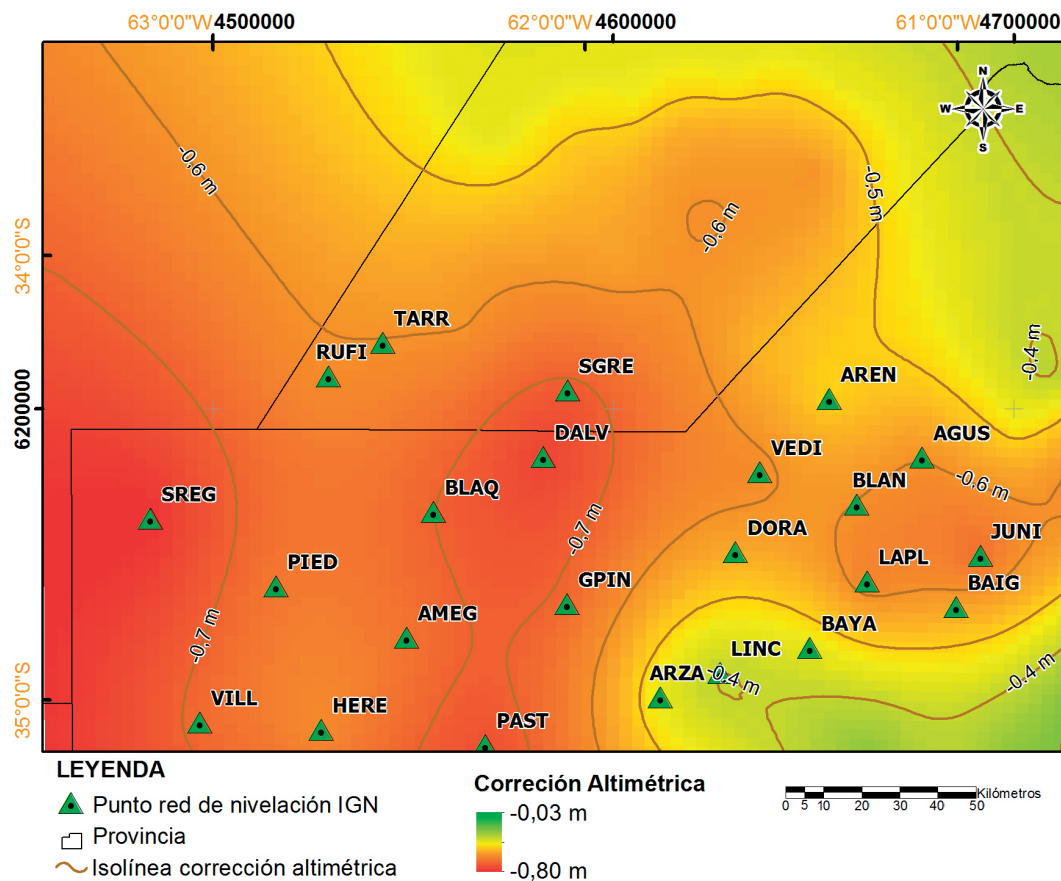 63°0'0"W 4500000 62°0'0"W 4600000 61°0'0"W 4700000
N
W E
S
-0,6 m
-0,5 m
-0,6 m
34°0'0"S
TARR
RUFI
SGRE
-0,4 m
AREN
6200000
DALV
AGUS
VEDI
BLAN
-0,6 m
SREG
BLAQ
-0,7 m
DORA
JUNI
PIED
LAPL
GPIN
BAIG
AMEG
BAYA
-0,7 m
LINC
ARZA
-0,4 m
-0,4 m
35°0'0"S
VILL
HERE
PAST
LEYENDA
Punto red de nivelación IGN
Provincia
Isolínea corrección altimétrica
Correción Altimétrica
-0,03 m
-0,80 m
0 5 10 20 30 40 50
Kilómetros